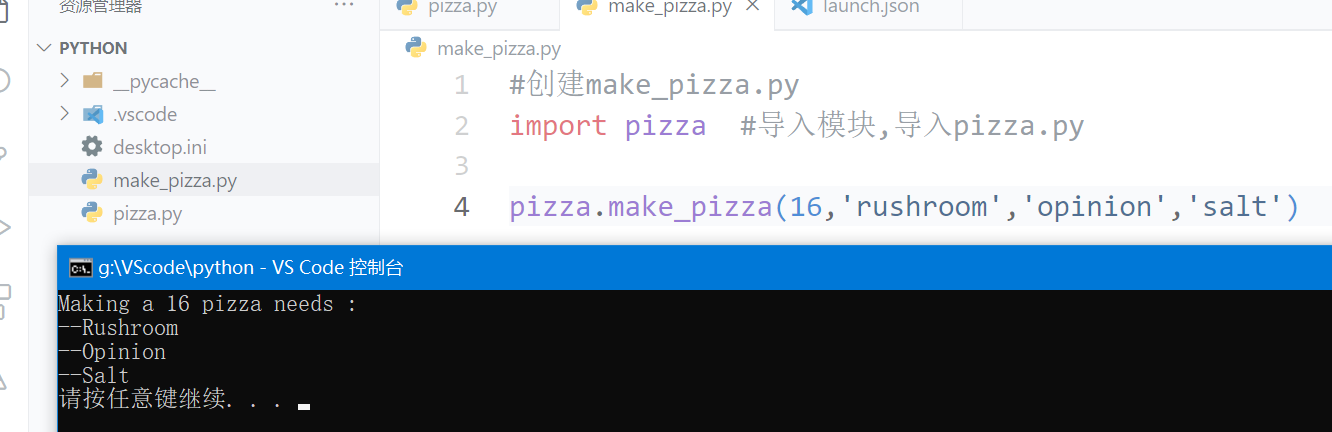 资源管理器 ...
pizza.py make_pizza.py launch.json
PYTHON
__pycache__
.vscode
desktop.ini
make_pizza.py
pizza.py
make_pizza.py
1 #创建make_pizza.py
2 import pizza  #导入模块,导入pizza.py
3
4 pizza.make_pizza(16,'rushroom','opinion','salt')
g:\VScode\python - VS Code 控制台
Making a 16 pizza needs :
--Rushroom
--Opinion
--Salt
请按任意键继续. . .